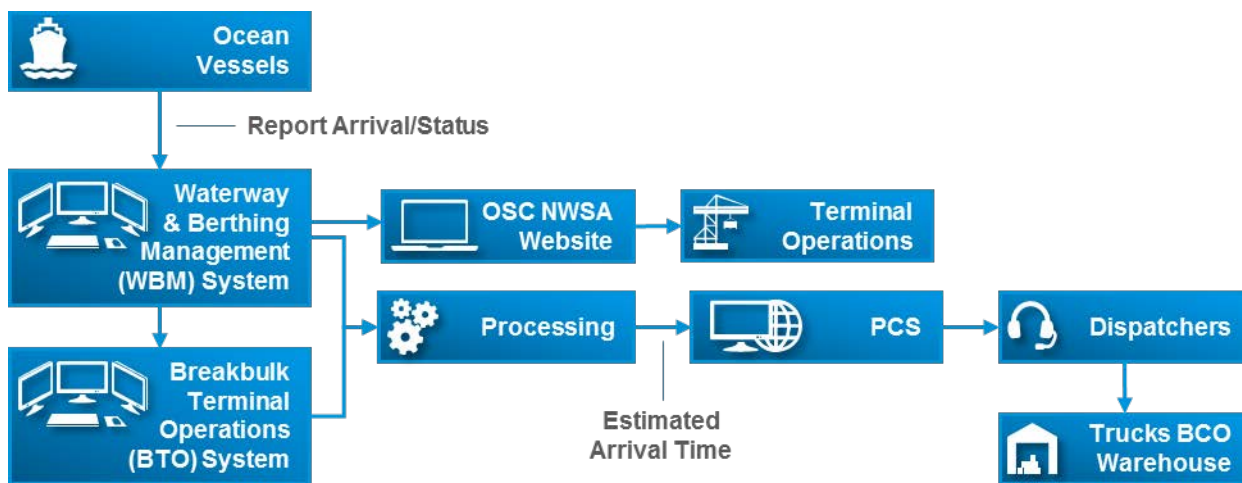 Ocean
Vessels
Report Arrival/Status
Waterway
& Berthing
Management
(WBM) System
OSC NWSA
Website
Terminal
Operations
Processing
PCS
Dispatchers
Breakbulk
Terminal
Operations
(BTO) System
Estimated
Arrival Time
Trucks BCO
Warehouse